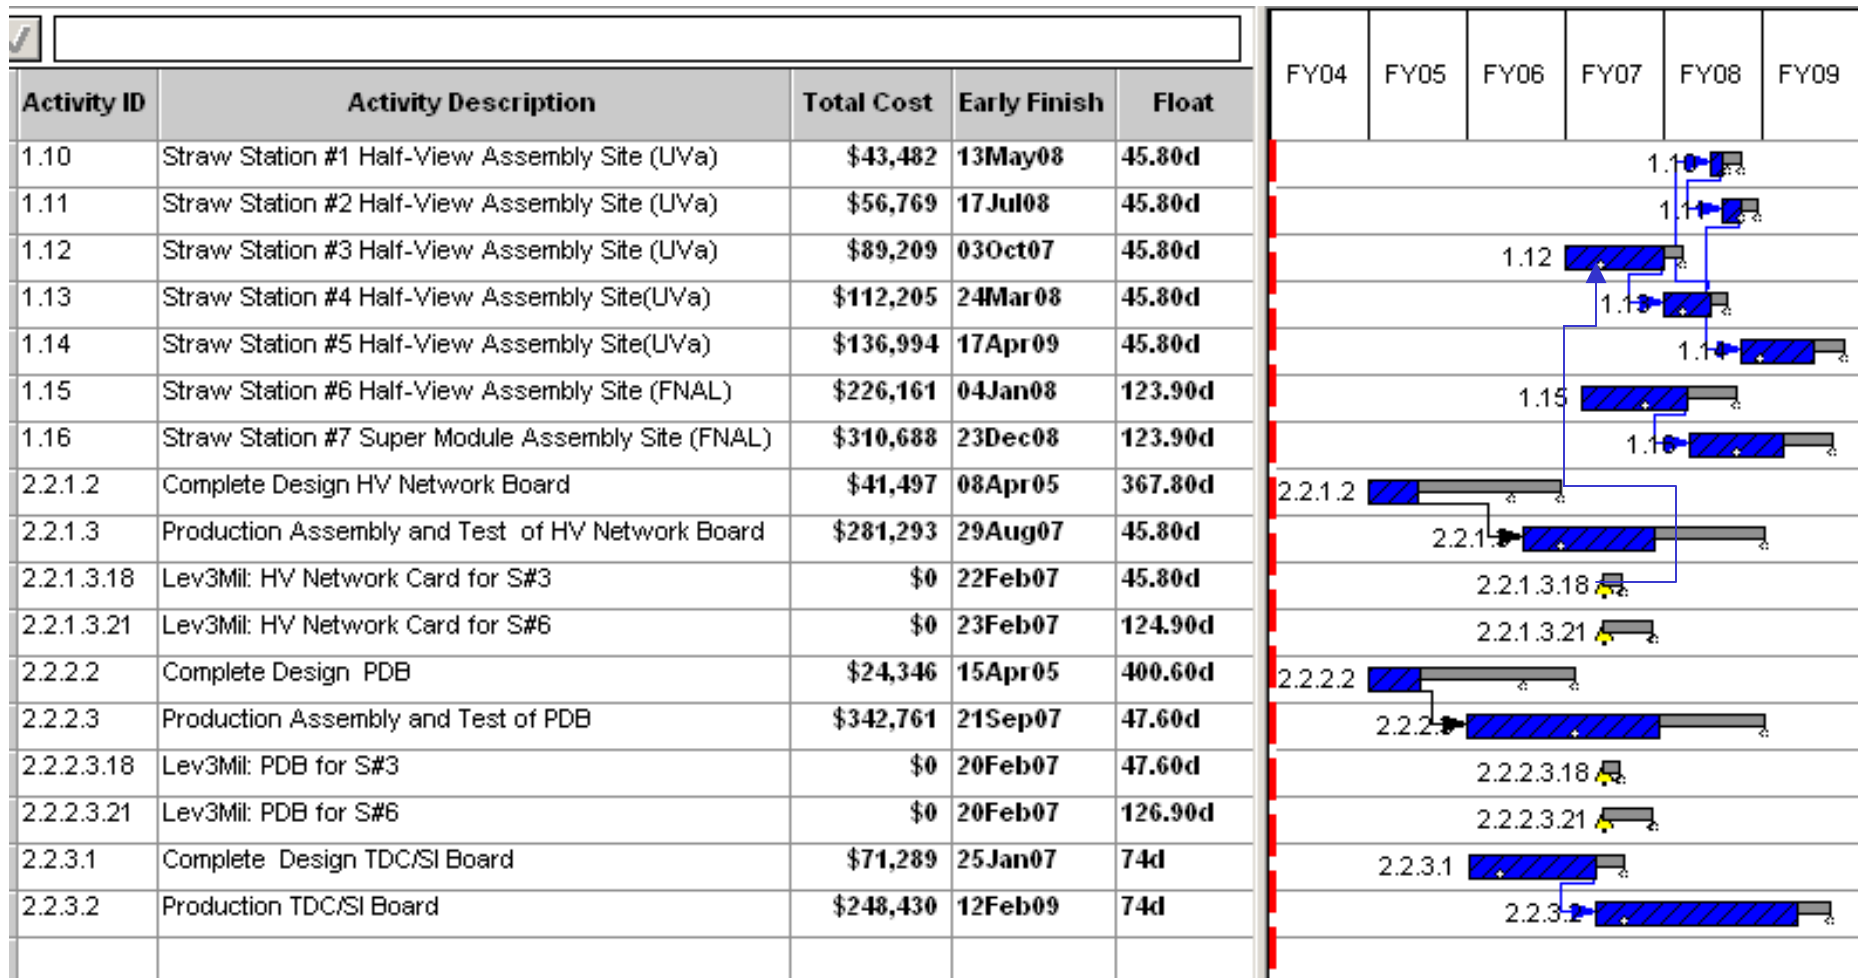 FY04 FY05 FY06 FY07 FY08 FY09
Activity ID Activity Description Total Cost Early Finish Float
1.10 Straw Station #1 Half-View Assembly Site (UVa) $43,482 13May08 45.80d
1.11 Straw Station #2 Half-View Assembly Site (UVa) $56,769 17Jul08 45.80d
1.12 Straw Station #3 Half-View Assembly Site (UVa) $89,209 03Oct07 45.80d 1.12
1.13 Straw Station #4 Half-View Assembly Site(UVa) $112,205 24Mar08 45.80d
1.14 Straw Station #5 Half-View Assembly Site(UVa) $136,994 17Apr09 45.80d
1.15 Straw Station #6 Half-View Assembly Site (FNAL) $226,161 04Jan08 123.90d 1.15
1.16 Straw Station #7 Super Module Assembly Site (FNAL) $310,688 23Dec08 123.90d
2.2.1.2 Complete Design HV Network Board $41,497 08Apr05 367.80d 2.2.1.2
2.2.1.3 Production Assembly and Test of HV Network Board $281,293 29Aug07 45.80d
2.2.1.3.18 Lev3Mil: HV Network Card for S#3 $0 22Feb07 45.80d 2.2.1.3.18
2.2.1.3.21 Lev3Mil: HV Network Card for S#6 $0 23Feb07 124.90d 2.2.1.3.21
2.2.2.2 Complete Design PDB $24,346 15Apr05 400.60d 2.2.2.2
2.2.2.3 Production Assembly and Test of PDB $342,761 21Sep07 47.60d
2.2.2.3.18 Lev3Mil: PDB for S#3 $0 20Feb07 47.60d 2.2.2.3.18
2.2.2.3.21 Lev3Mil: PDB for S#6 $0 20Feb07 126.90d 2.2.2.3.21
2.2.3.1 Complete Design TDC/SI Board $71,289 25Jan07 74d 2.2.3.1
2.2.3.2 Production TDC/SI Board $248,430 12Feb09 74d 2.2.3.2